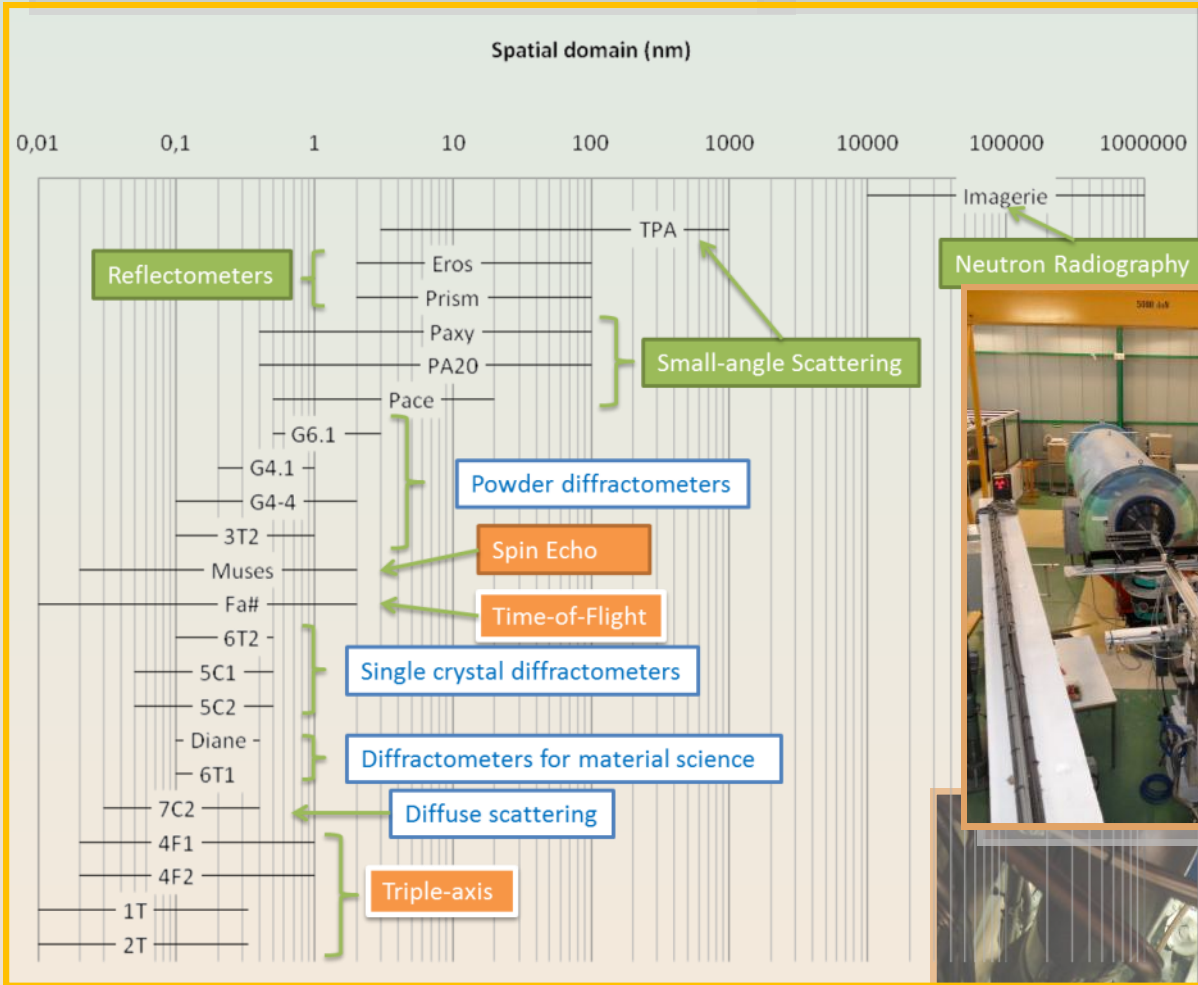 Spatial domain (nm)
0,01 0,1 1 10 100 1000 10000 100000 1000000
Imagerie
TPA
Reflectometers
Eros
Neutron Radiography
Prism
Paxy
Small-angle Scattering
PA20
Pace
G6.1
G4.1
Powder diffractometers
G4-4
3T2
Spin Echo
Muses
Fa#
Time-of-Flight
6T2
5C1
Single crystal diffractometers
5C2
Diane
Diffractometers for material science
6T1
7C2
Diffuse scattering
4F1
4F2
Triple-axis
1T
2T